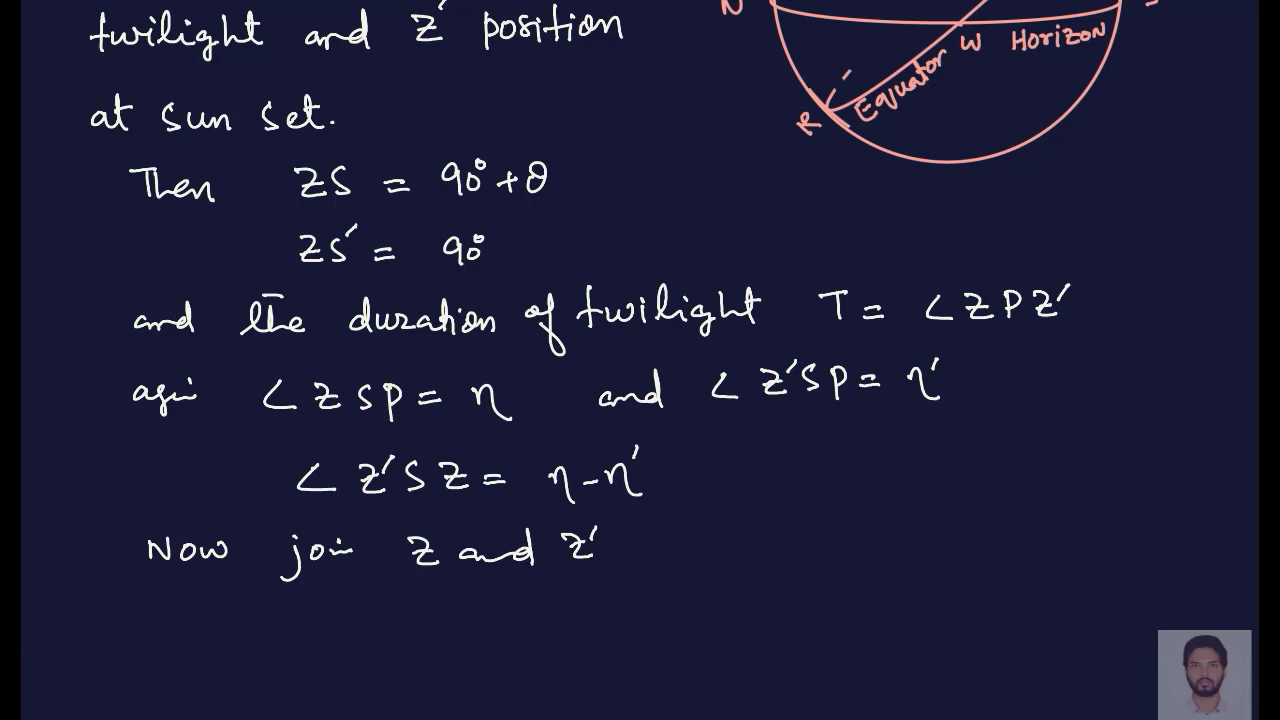 twilight and Z' position
at sun set.
Then ZS = 90° + θ
ZS' = 90°
and the duration of twilight T = ∠ZPZ'
again ∠ZSP = η and ∠Z'SP = η'
∠Z'SZ = η - η'
Now join Z and Z'
N
W Horizon
Equator
R